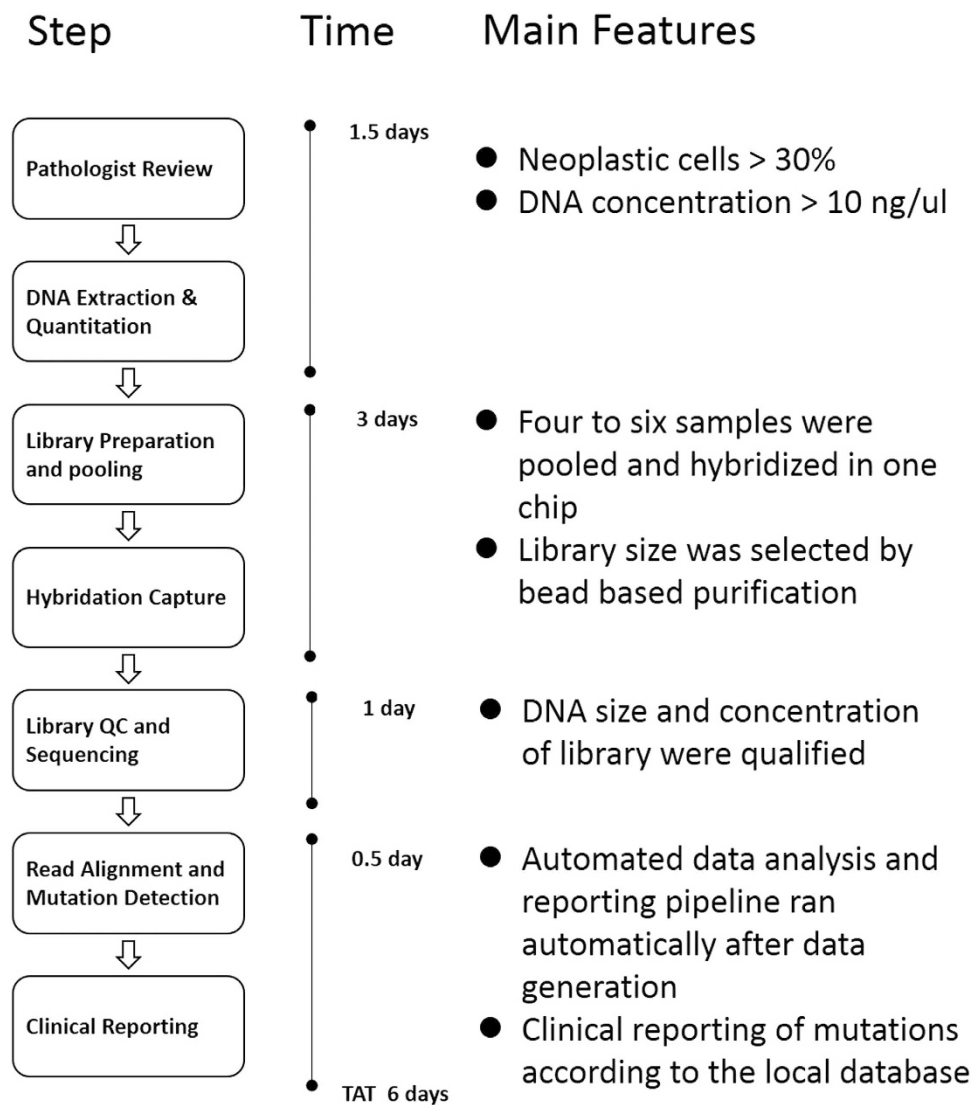 Step
Time
Main Features
Pathologist Review
1.5 days
● Neoplastic cells > 30%
● DNA concentration > 10 ng/ul
DNA Extraction &
Quantitation
Library Preparation
and pooling
3 days
● Four to six samples were
pooled and hybridized in one
chip
● Library size was selected by
bead based purification
Hybridation Capture
Library QC and
Sequencing
1 day
● DNA size and concentration
of library were qualified
Read Alignment and
Mutation Detection
0.5 day
● Automated data analysis and
reporting pipeline ran
automatically after data
generation
● Clinical reporting of mutations
according to the local database
Clinical Reporting
TAT 6 days